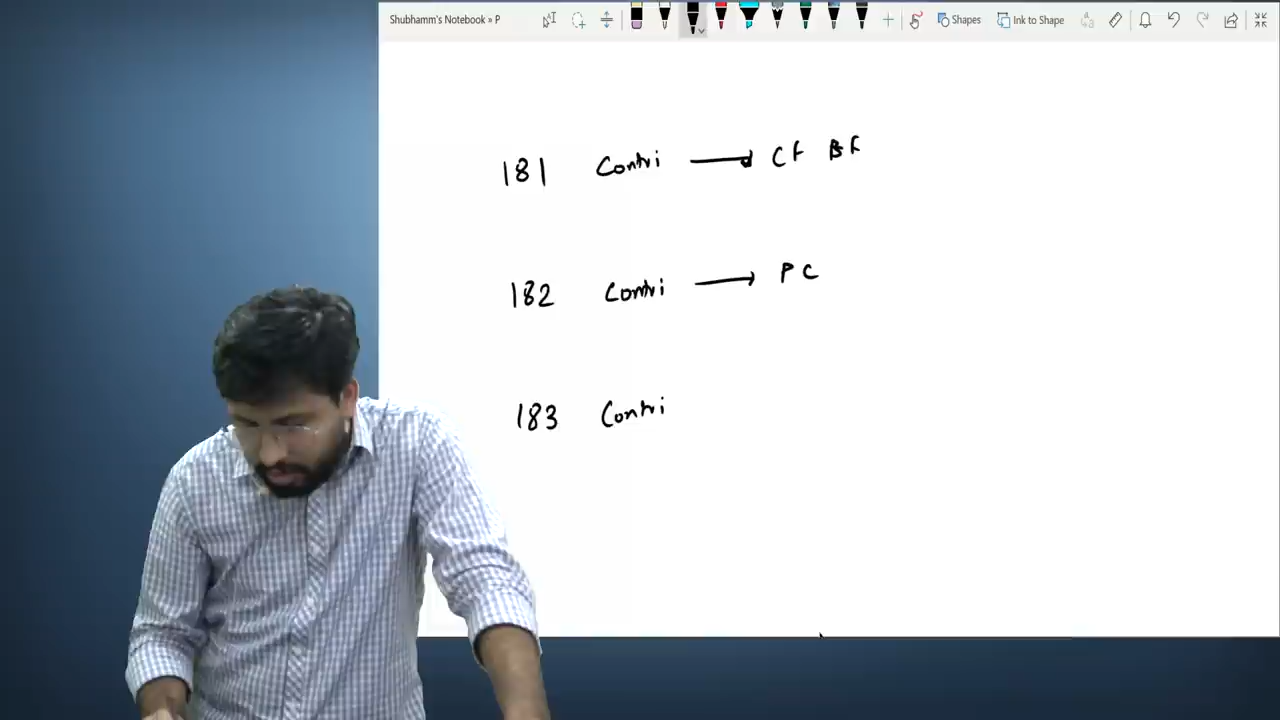 Shubhamm's Notebook » P
Shapes
Ink to Shape
181 Contri → CF BF
182 Contri → PC
183 Contri